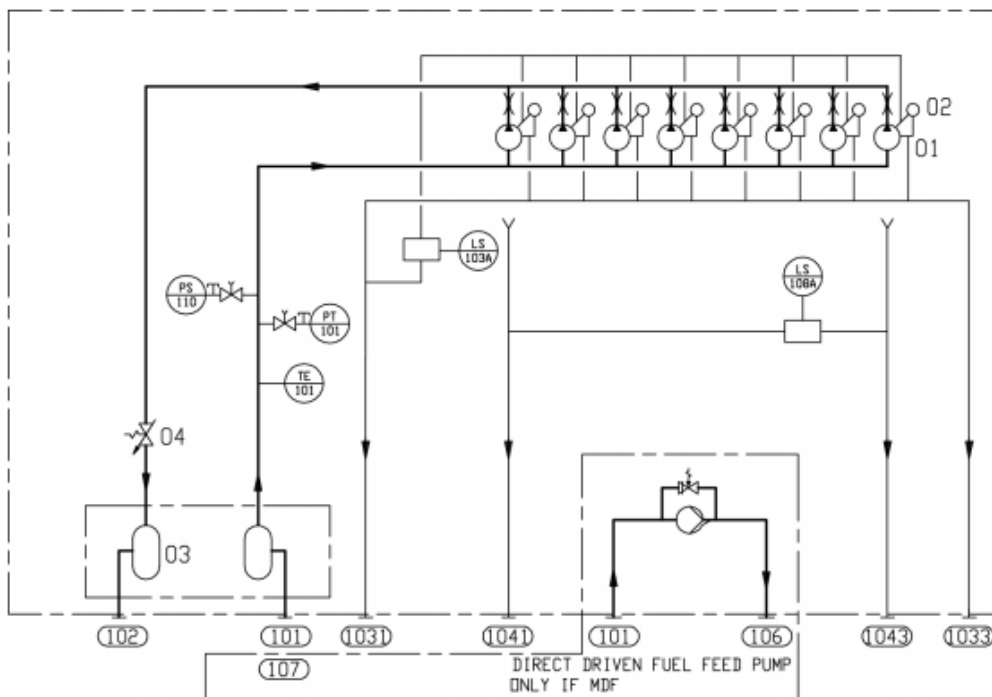 02
01
LS
103A
LS
108A
PS
110
PT
101
TE
101
04
03
102
101
1031
1041
101
106
1043
1033
107
DIRECT DRIVEN FUEL FEED PUMP
ONLY IF MDF